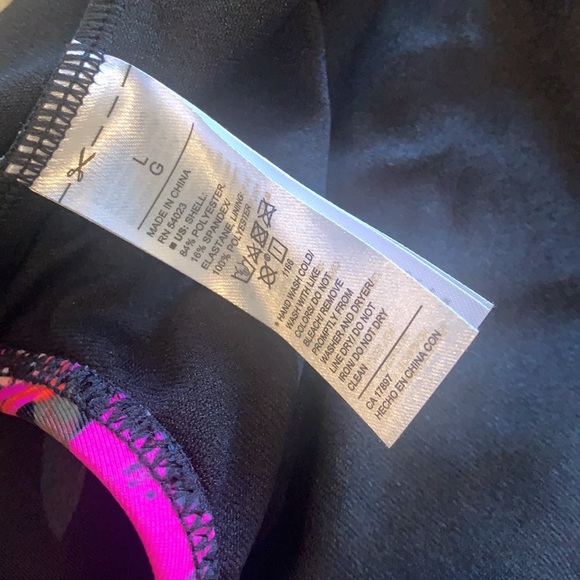 L
G
MADE IN CHINA
RN 54023
■ US: SHELL:
84% POLYESTER,
16% SPANDEX/
ELASTANE, LINING:
100% POLYESTER
1166
* HAND WASH COLD/
WASH WITH LIKE
COLORS/ DO NOT
BLEACH/ REMOVE
PROMPTLY FROM
WASHER AND DRYER/
LINE DRY/ DO NOT
IRON/ DO NOT DRY
CLEAN
CA 17897
HECHO EN CHINA CON